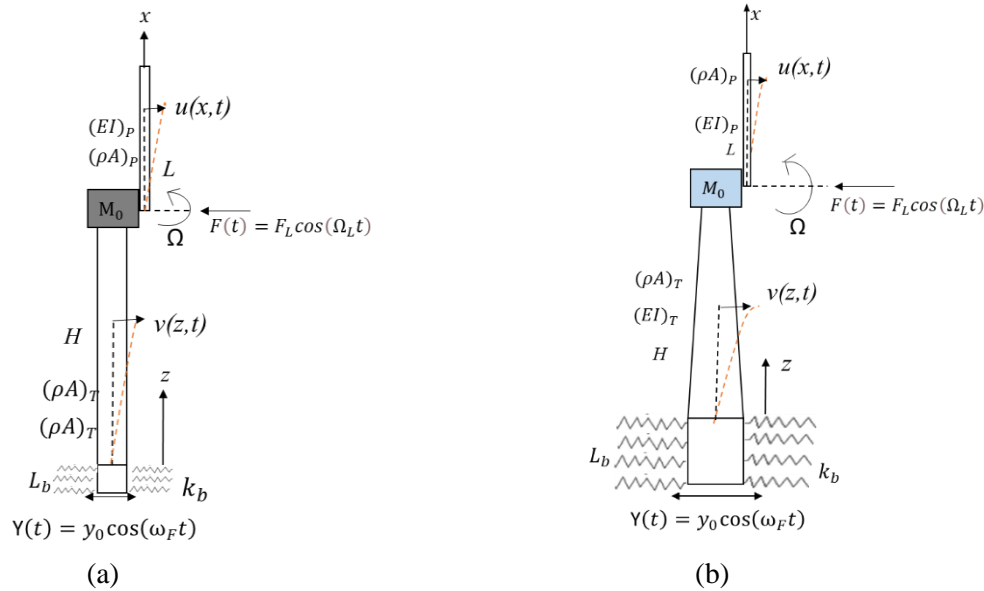 x
u(x,t)
(EI)_P
(ρA)_P
L
M_0
Ω
F(t) = F_L cos(Ω_L t)
v(z,t)
H
z
(ρA)_T
(ρA)_T
L_b
k_b
Y(t) = y_0 cos(ω_F t)
(a)
x
(ρA)_P
u(x,t)
(EI)_P
L
M_0
F(t) = F_L cos(Ω_L t)
Ω
(ρA)_T
v(z,t)
(EI)_T
H
z
L_b
k_b
Y(t) = y_0 cos(ω_F t)
(b)